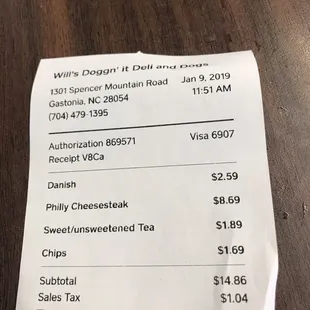 Will's Doggn' it Deli and Dogs
1301 Spencer Mountain Road
Gastonia, NC 28054
(704) 479-1395
Jan 9, 2019
11:51 AM
Authorization 869571
Receipt V8Ca
Visa 6907
Danish $2.59
Philly Cheesesteak $8.69
Sweet/unsweetened Tea $1.89
Chips $1.69
Subtotal $14.86
Sales Tax $1.04